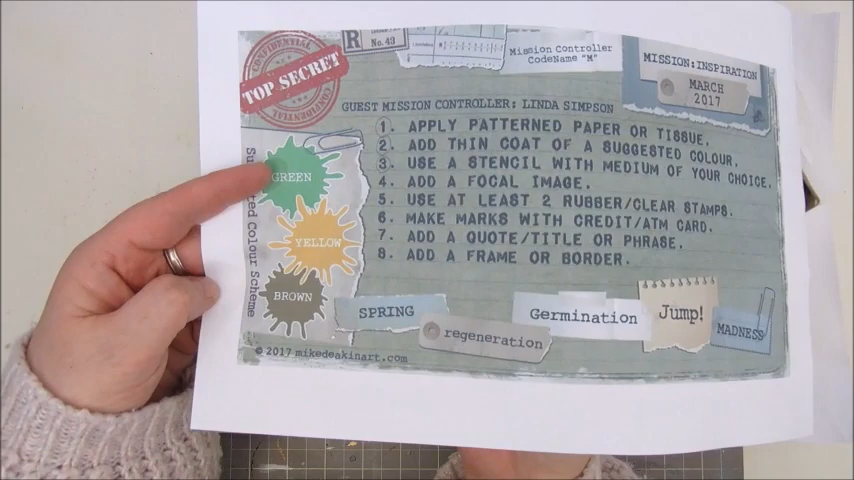 CONFIDENTIAL
TOP SECRET
CONFIDENTIAL
R
No. 43
Mission Controller
CodeName "M"
MISSION:INSPIRATION
MARCH
2017
GUEST MISSION CONTROLLER: LINDA SIMPSON
1. APPLY PATTERNED PAPER OR TISSUE.
2. ADD THIN COAT OF A SUGGESTED COLOUR.
3. USE A STENCIL WITH MEDIUM OF YOUR CHOICE.
4. ADD A FOCAL IMAGE.
5. USE AT LEAST 2 RUBBER/CLEAR STAMPS.
6. MAKE MARKS WITH CREDIT/ATM CARD.
7. ADD A QUOTE/TITLE OR PHRASE.
8. ADD A FRAME OR BORDER.
Colour Scheme
GREEN
YELLOW
BROWN
SPRING
regeneration
Germination
Jump!
MADNESS
© 2017 mikedeakinart.com